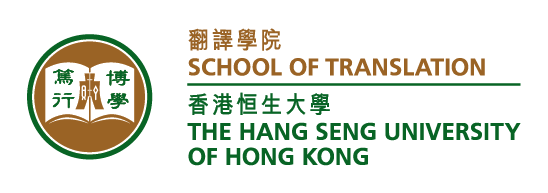 博學
篤行
翻譯學院
SCHOOL OF TRANSLATION
香港恒生大學
THE HANG SENG UNIVERSITY
OF HONG KONG